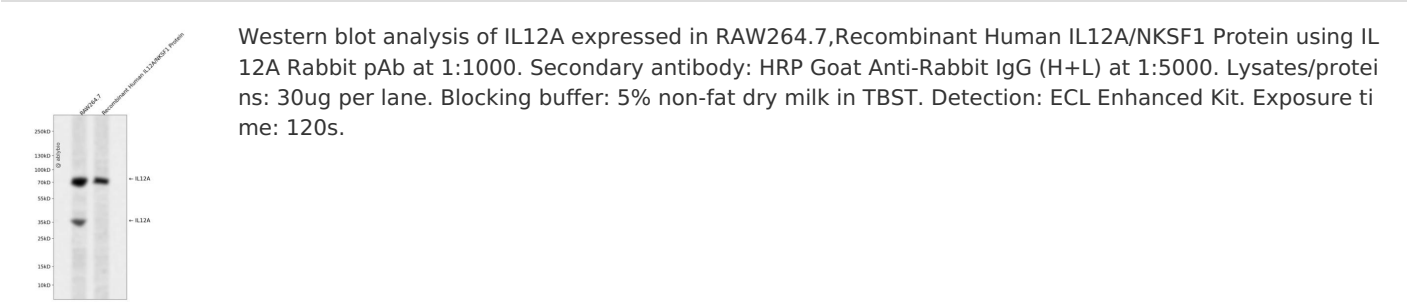 Western blot analysis of IL12A expressed in RAW264.7,Recombinant Human IL12A/NKSF1 Protein using IL
12A Rabbit pAb at 1:1000. Secondary antibody: HRP Goat Anti-Rabbit IgG (H+L) at 1:5000. Lysates/protei
ns: 30ug per lane. Blocking buffer: 5% non-fat dry milk in TBST. Detection: ECL Enhanced Kit. Exposure ti
me: 120s.
RAW264.7
Recombinant Human IL12A/NKSF1 Protein
250kD
130kD
100kD
70kD
55kD
35kD
25kD
15kD
10kD
← IL12A
← IL12A